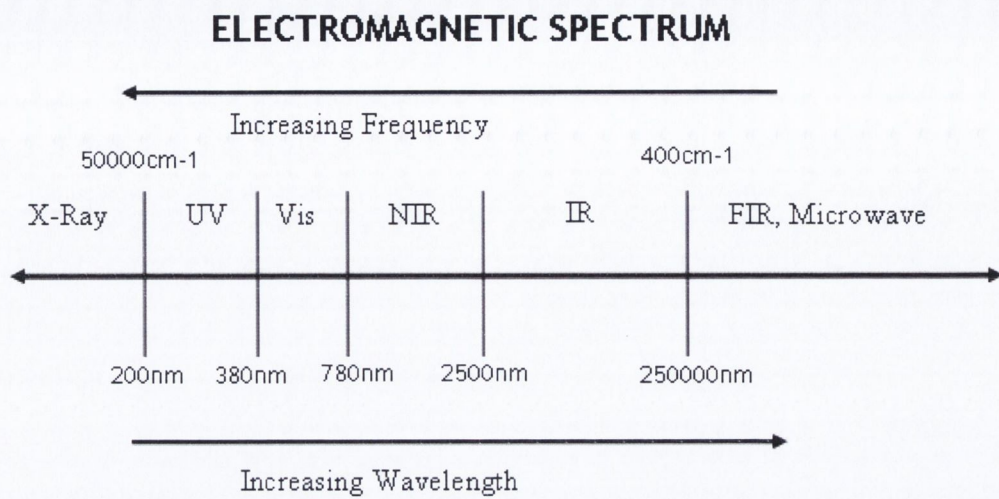 ELECTROMAGNETIC SPECTRUM
Increasing Frequency
50000cm-1 400cm-1
X-Ray UV Vis NIR IR FIR, Microwave
200nm 380nm 780nm 2500nm 250000nm
Increasing Wavelength